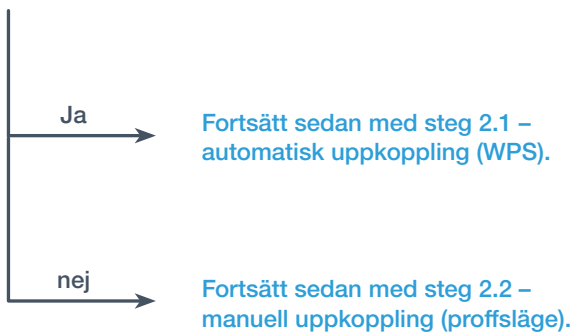 Ja
Fortsätt sedan med steg 2.1 –
automatisk uppkoppling (WPS).
nej
Fortsätt sedan med steg 2.2 –
manuell uppkoppling (proffsläge).